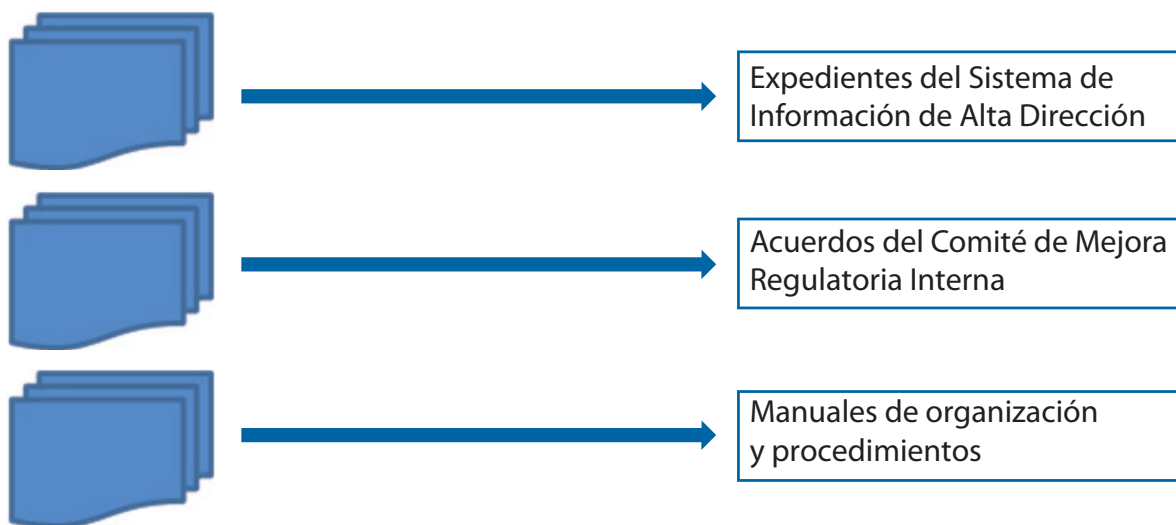 Expedientes del Sistema de
Información de Alta Dirección
Acuerdos del Comité de Mejora
Regulatoria Interna
Manuales de organización
y procedimientos